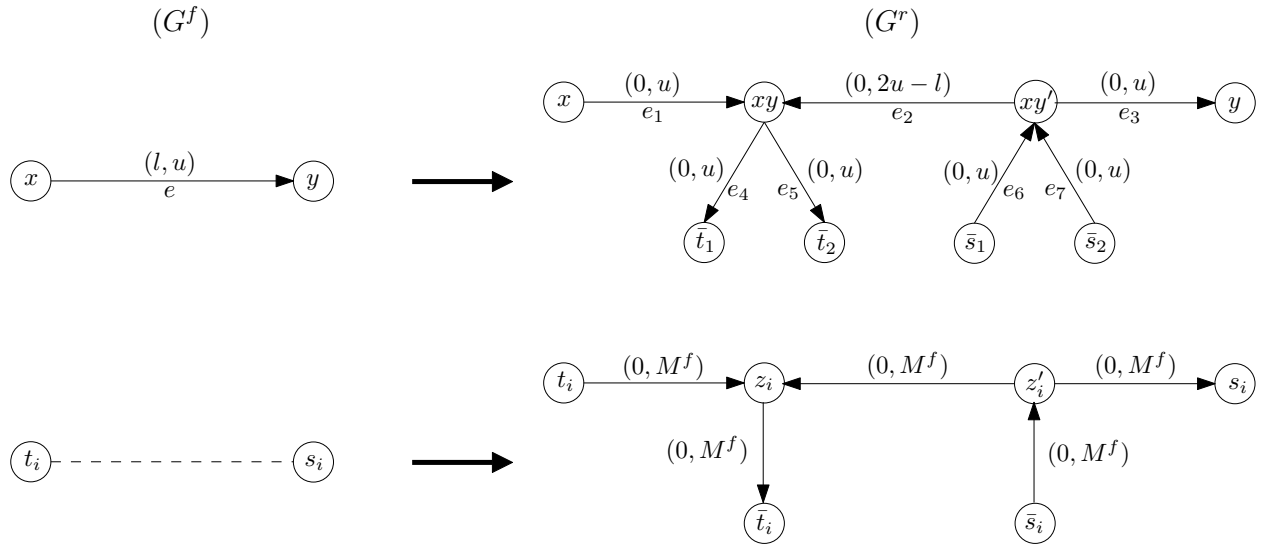 (G^f) (G^r)
x (0, u) e_1 xy (0, 2u − l) e_2 xy′ (0, u) e_3 y
x (l, u) e y
(0, u) e_4 e_5 (0, u) (0, u) e_6 e_7 (0, u)
t̄_1 t̄_2 s̄_1 s̄_2
t_i (0, M^f) z_i (0, M^f) z′_i (0, M^f) s_i
t_i s_i
(0, M^f) (0, M^f)
t̄_i s̄_i